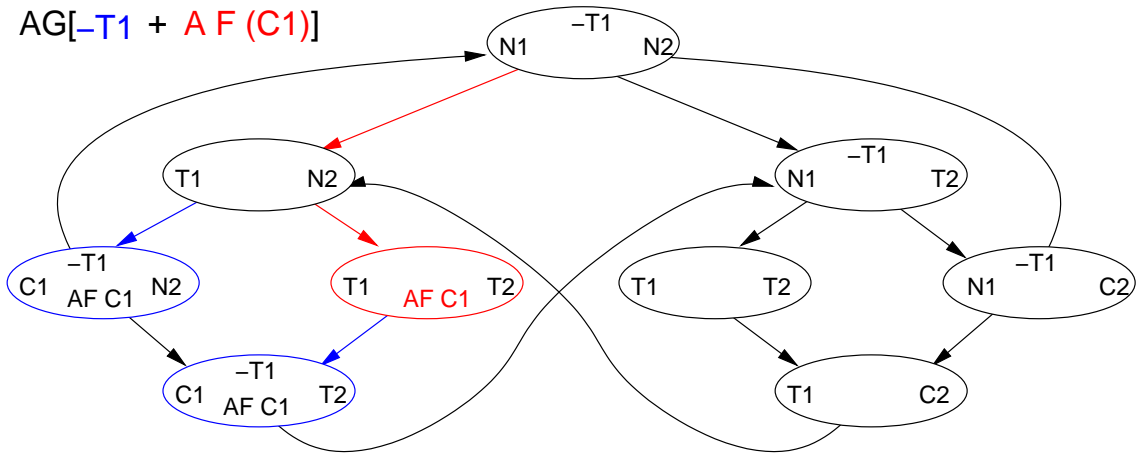 AG[–T1 + A F (C1)]
–T1
N1 N2
T1 N2
–T1
N1 T2
–T1
C1 N2
AF C1
T1 T2
AF C1
T1 T2
–T1
N1 C2
–T1
C1 T2
AF C1
T1 C2